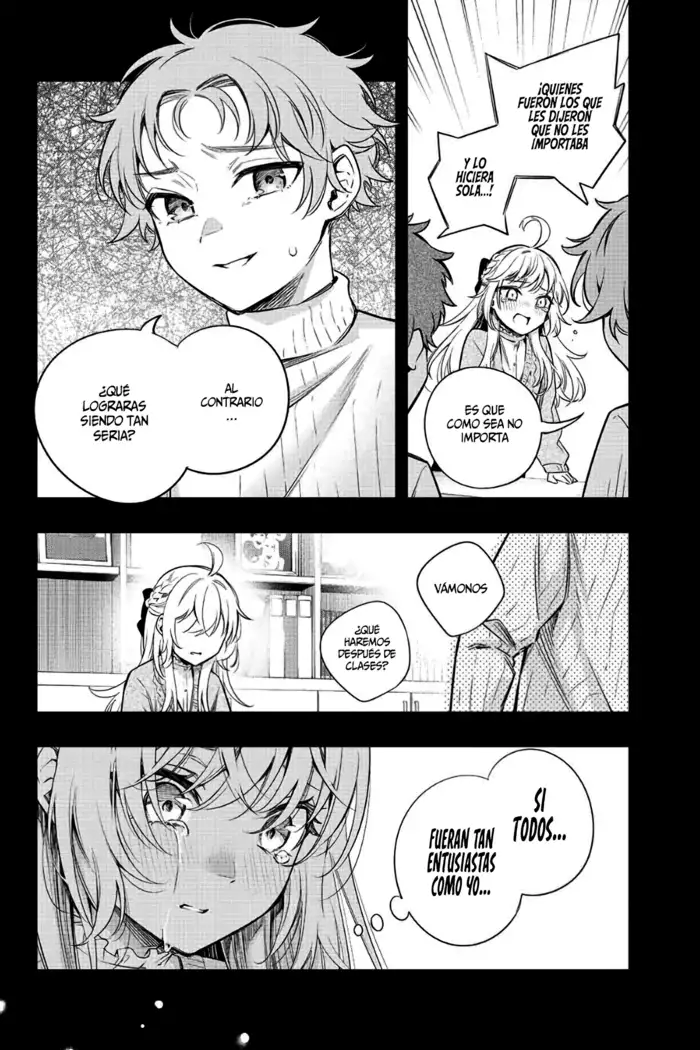 ¡QUIENES
FUERON LOS QUE
LES DIJERON
QUE NO LES
IMPORTABA
Y LO
HICIERA
SOLA...!
ES QUE
COMO SEA NO
IMPORTA
AL
CONTRARIO
...
¿QUÉ
LOGRARAS
SIENDO TAN
SERIA?
VÁMONOS
¿QUÉ
HAREMOS
DESPUÉS DE
CLASES?
SI
TODOS...
FUERAN TAN
ENTUSIASTAS
COMO YO...